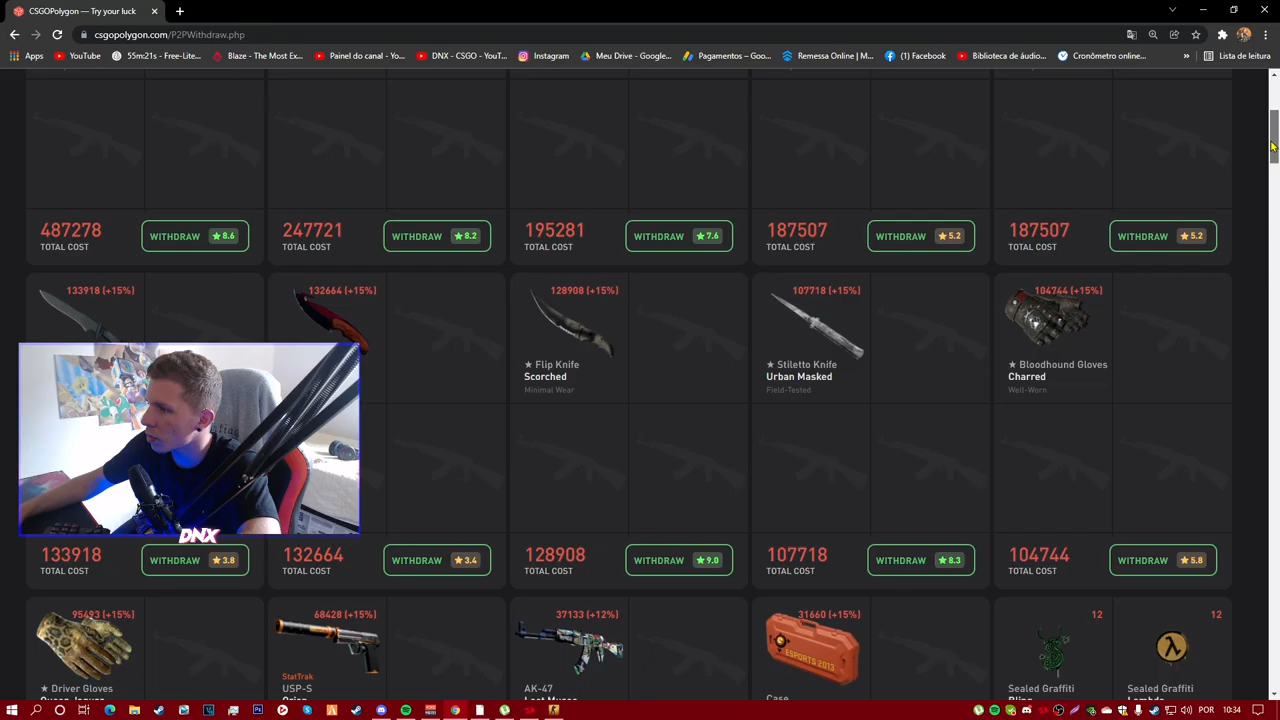 CSGOPolygon — Try your luck
csgopolygon.com/P2PWithdraw.php
Apps
YouTube
55m21s - Free-Lite...
Blaze - The Most Ex...
Painel do canal - Yo...
DNX - CSGO - YouT...
Instagram
Meu Drive - Google...
Pagamentos – Goo...
Remessa Online | M...
(1) Facebook
Biblioteca de áudio...
Cronômetro online...
»
Lista de leitura
487278
TOTAL COST
WITHDRAW ★ 8.6
247721
TOTAL COST
WITHDRAW ★ 8.2
195281
TOTAL COST
WITHDRAW ★ 7.6
187507
TOTAL COST
WITHDRAW ★ 5.2
187507
TOTAL COST
WITHDRAW ★ 5.2
133918 (+15%)
132664 (+15%)
128908 (+15%)
★ Flip Knife
Scorched
Minimal Wear
107718 (+15%)
★ Stiletto Knife
Urban Masked
Field-Tested
104744 (+15%)
★ Bloodhound Gloves
Charred
Well-Worn
DNX
133918
TOTAL COST
WITHDRAW ★ 3.8
132664
TOTAL COST
WITHDRAW ★ 3.4
128908
TOTAL COST
WITHDRAW ★ 9.0
107718
TOTAL COST
WITHDRAW ★ 8.3
104744
TOTAL COST
WITHDRAW ★ 5.8
95493 (+15%)
★ Driver Gloves
68428 (+15%)
StatTrak
USP-S
37133 (+12%)
AK-47
31660 (+15%)
ESPORTS 2013
Case
12
Sealed Graffiti
12
Sealed Graffiti
POR
10:34